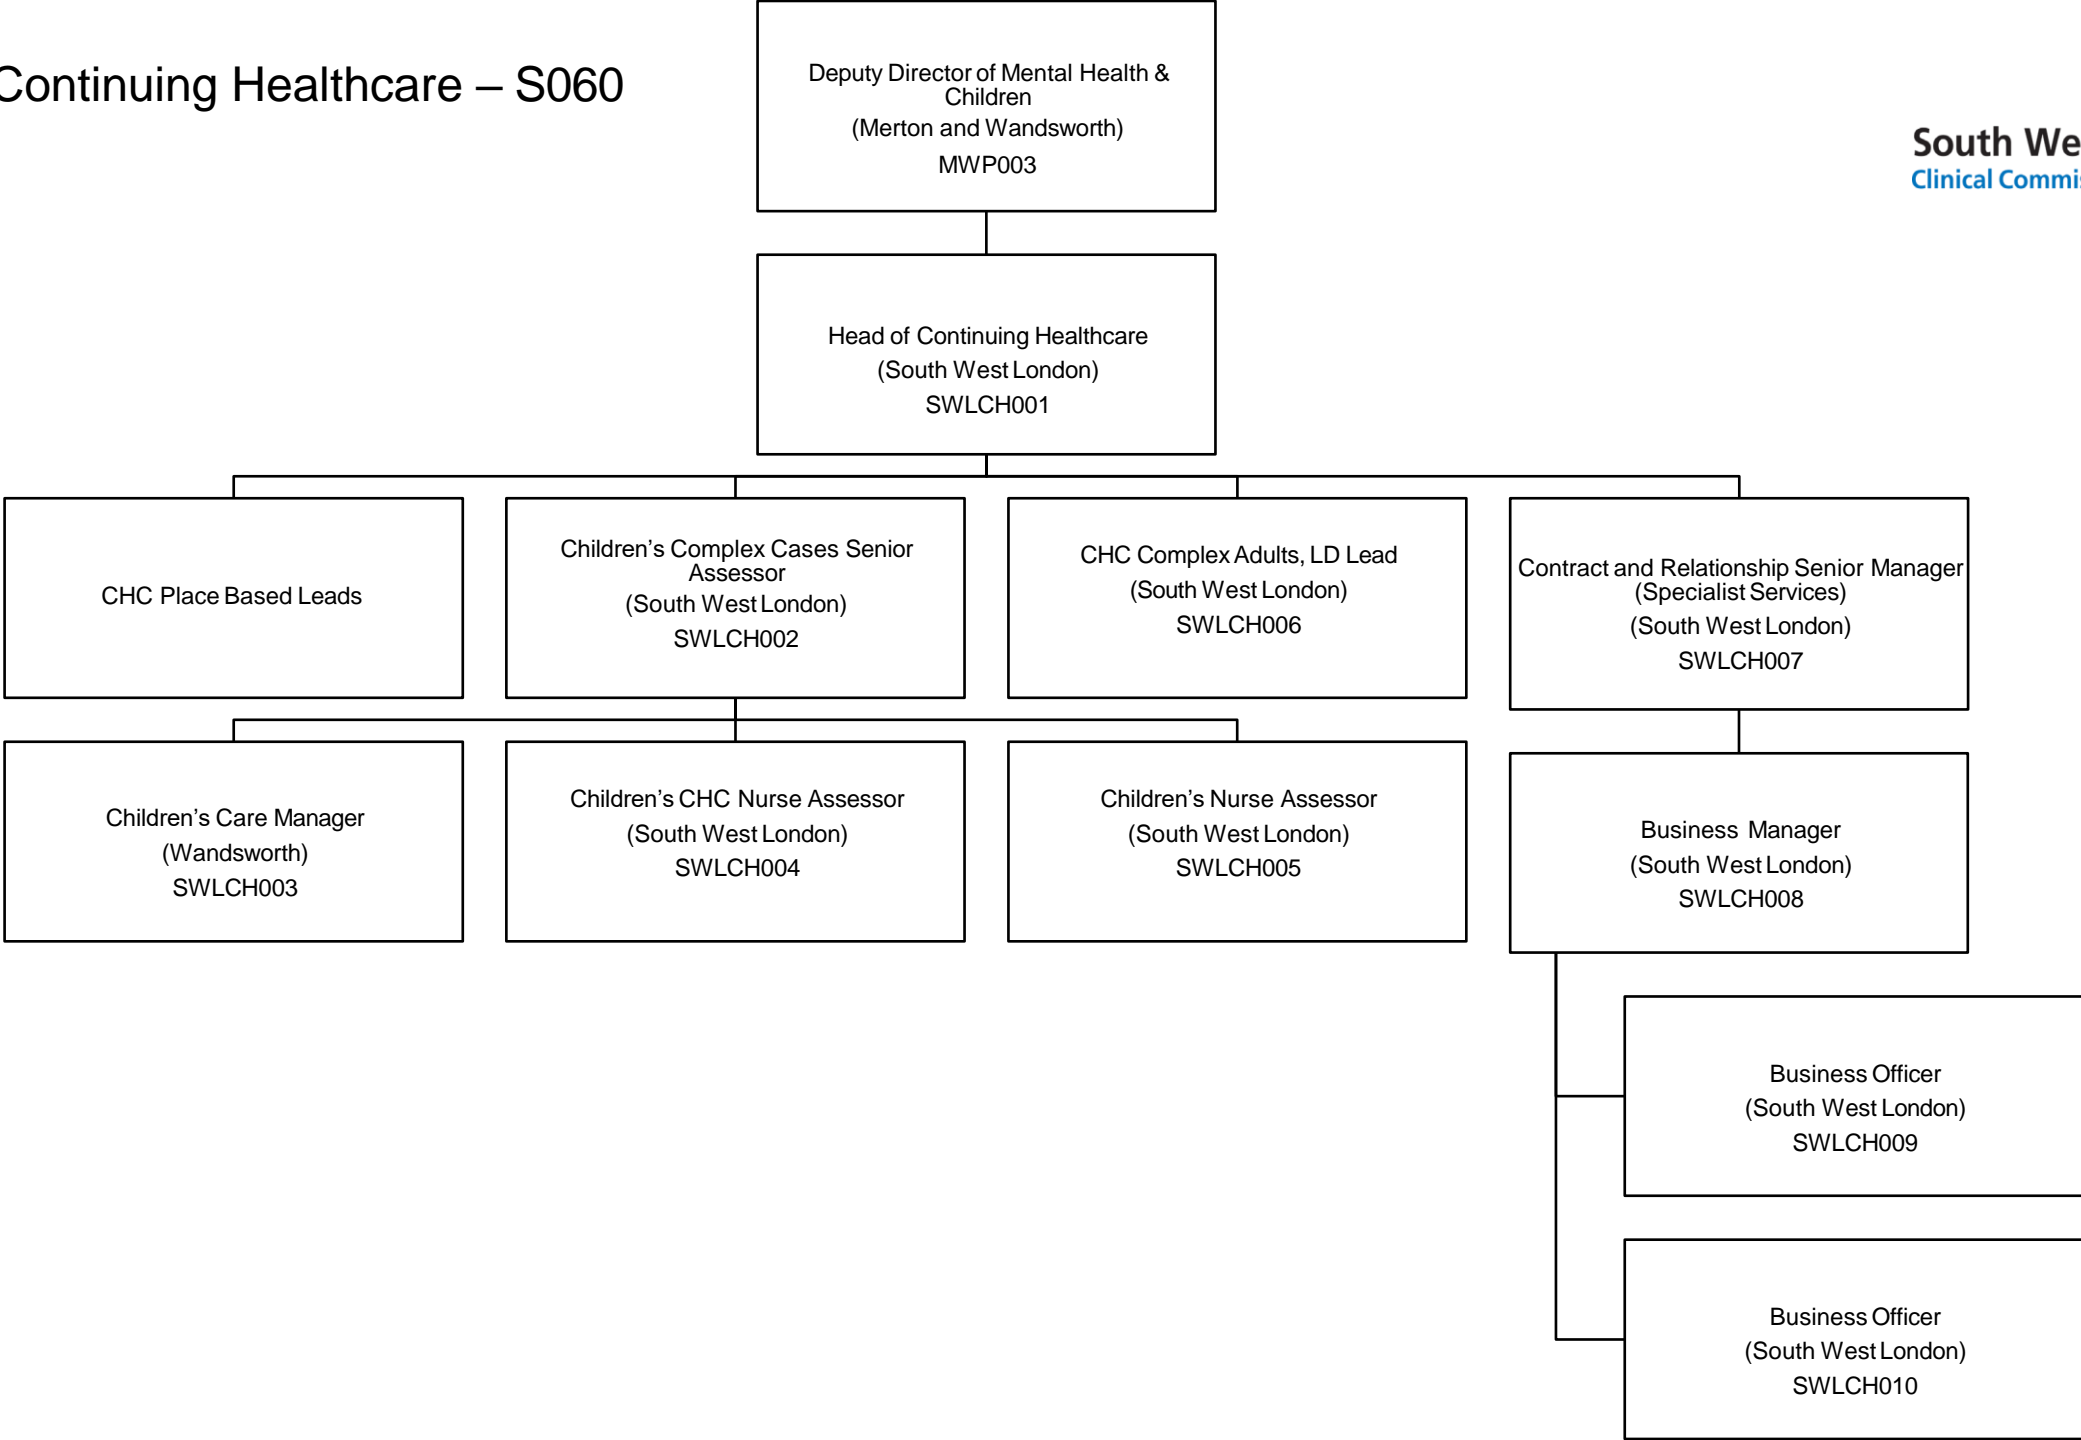 Continuing Healthcare – S060
Deputy Director of Mental Health &
Children
(Merton and Wandsworth)
MWP003
South We
Clinical Commis
Head of Continuing Healthcare
(South West London)
SWLCH001
CHC Place Based Leads
Children’s Complex Cases Senior
Assessor
(South West London)
SWLCH002
CHC Complex Adults, LD Lead
(South West London)
SWLCH006
Contract and Relationship Senior Manager
(Specialist Services)
(South West London)
SWLCH007
Children’s Care Manager
(Wandsworth)
SWLCH003
Children’s CHC Nurse Assessor
(South West London)
SWLCH004
Children’s Nurse Assessor
(South West London)
SWLCH005
Business Manager
(South West London)
SWLCH008
Business Officer
(South West London)
SWLCH009
Business Officer
(South West London)
SWLCH010